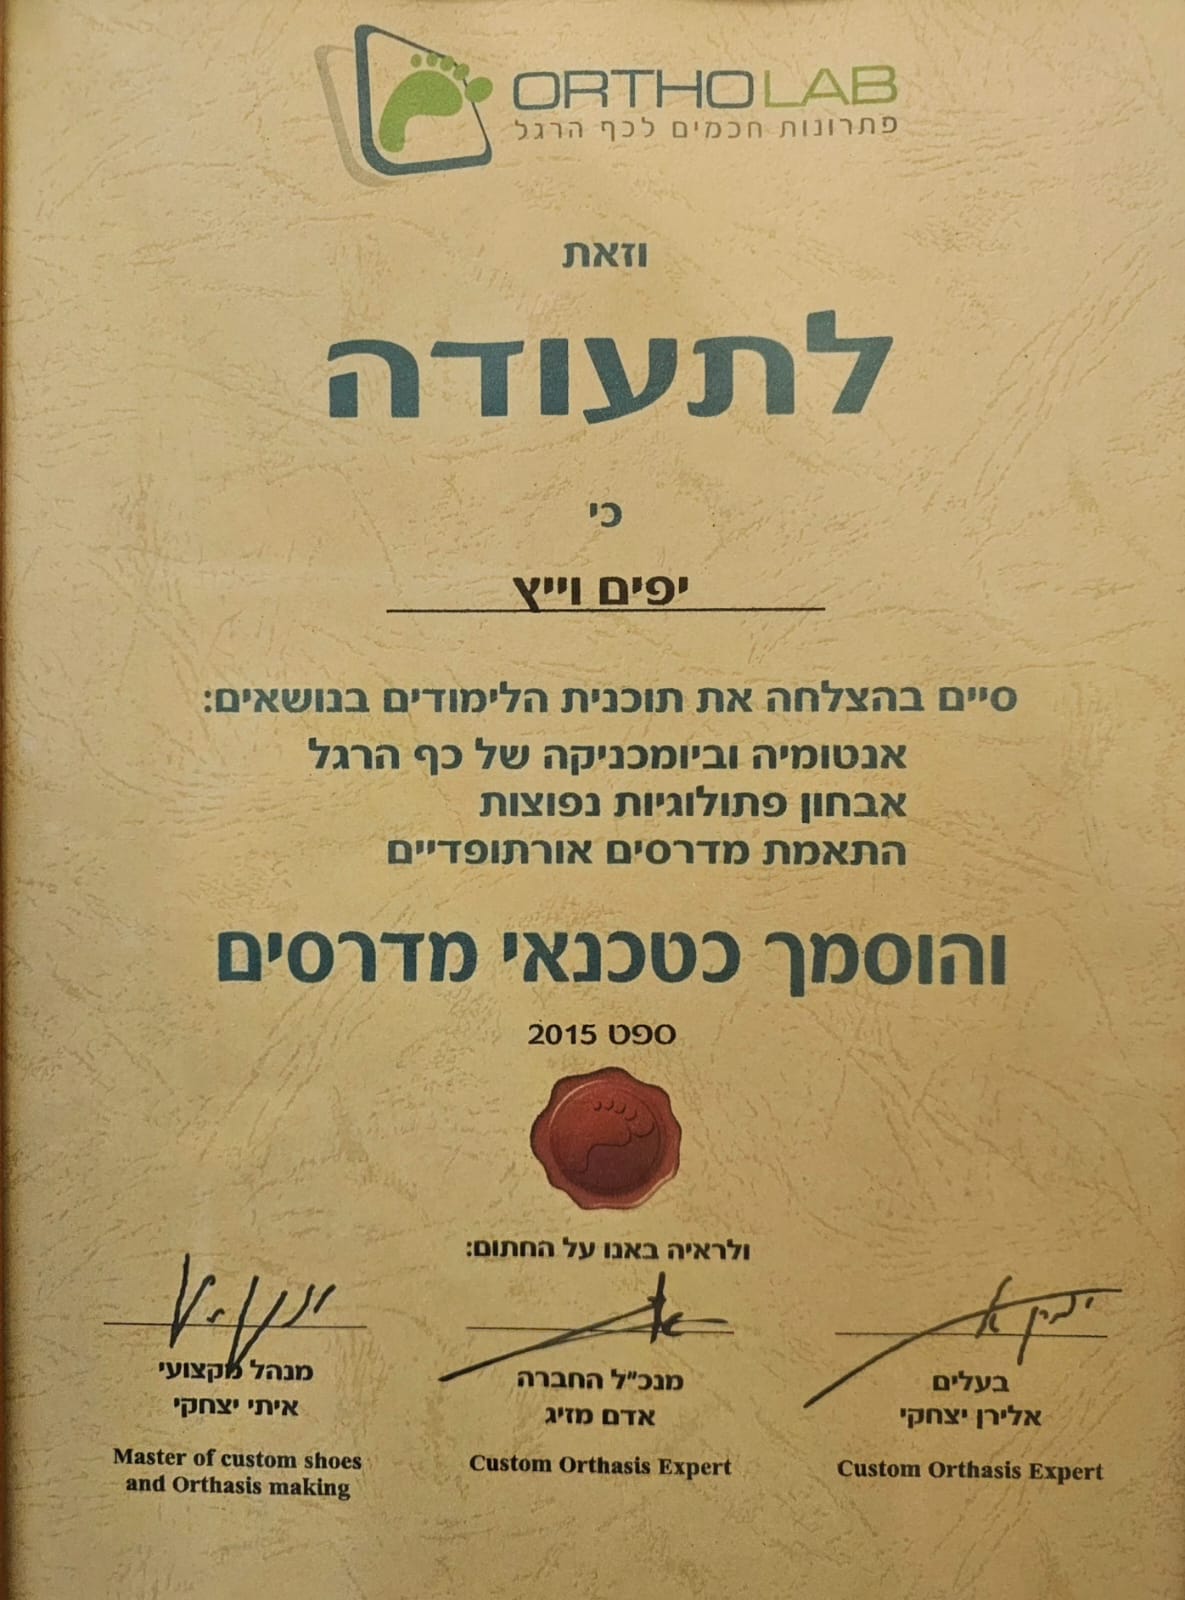 ORTHOLAB
פתרונות חכמים לכף הרגל
וזאת
לתעודה
כי
יפים וייץ
סיים בהצלחה את תוכנית הלימודים בנושאים:
אנטומיה וביומכניקה של כף הרגל
אבחון פתולוגיות נפוצות
התאמת מדרסים אורתופדיים
והוסמך כטכנאי מדרסים
ספט 2015
ולראיה באנו על החתום:
בעלים
אלירן יצחקי
Custom Orthasis Expert
מנכ"ל החברה
אדם מזיג
Custom Orthasis Expert
מנהל מקצועי
איתי יצחקי
Master of custom shoes
and Orthasis making